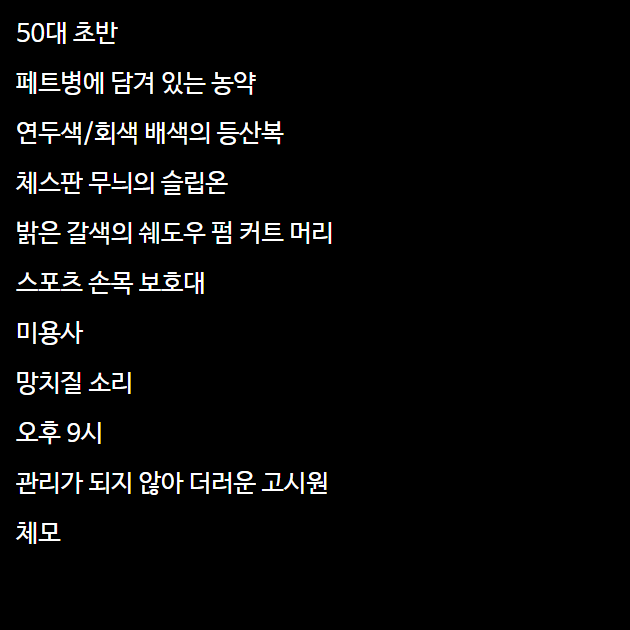 50대 초반
페트병에 담겨 있는 농약
연두색/회색 배색의 등산복
체스판 무늬의 슬립온
밝은 갈색의 쉐도우 펌 커트 머리
스포츠 손목 보호대
미용사
망치질 소리
오후 9시
관리가 되지 않아 더러운 고시원
체모